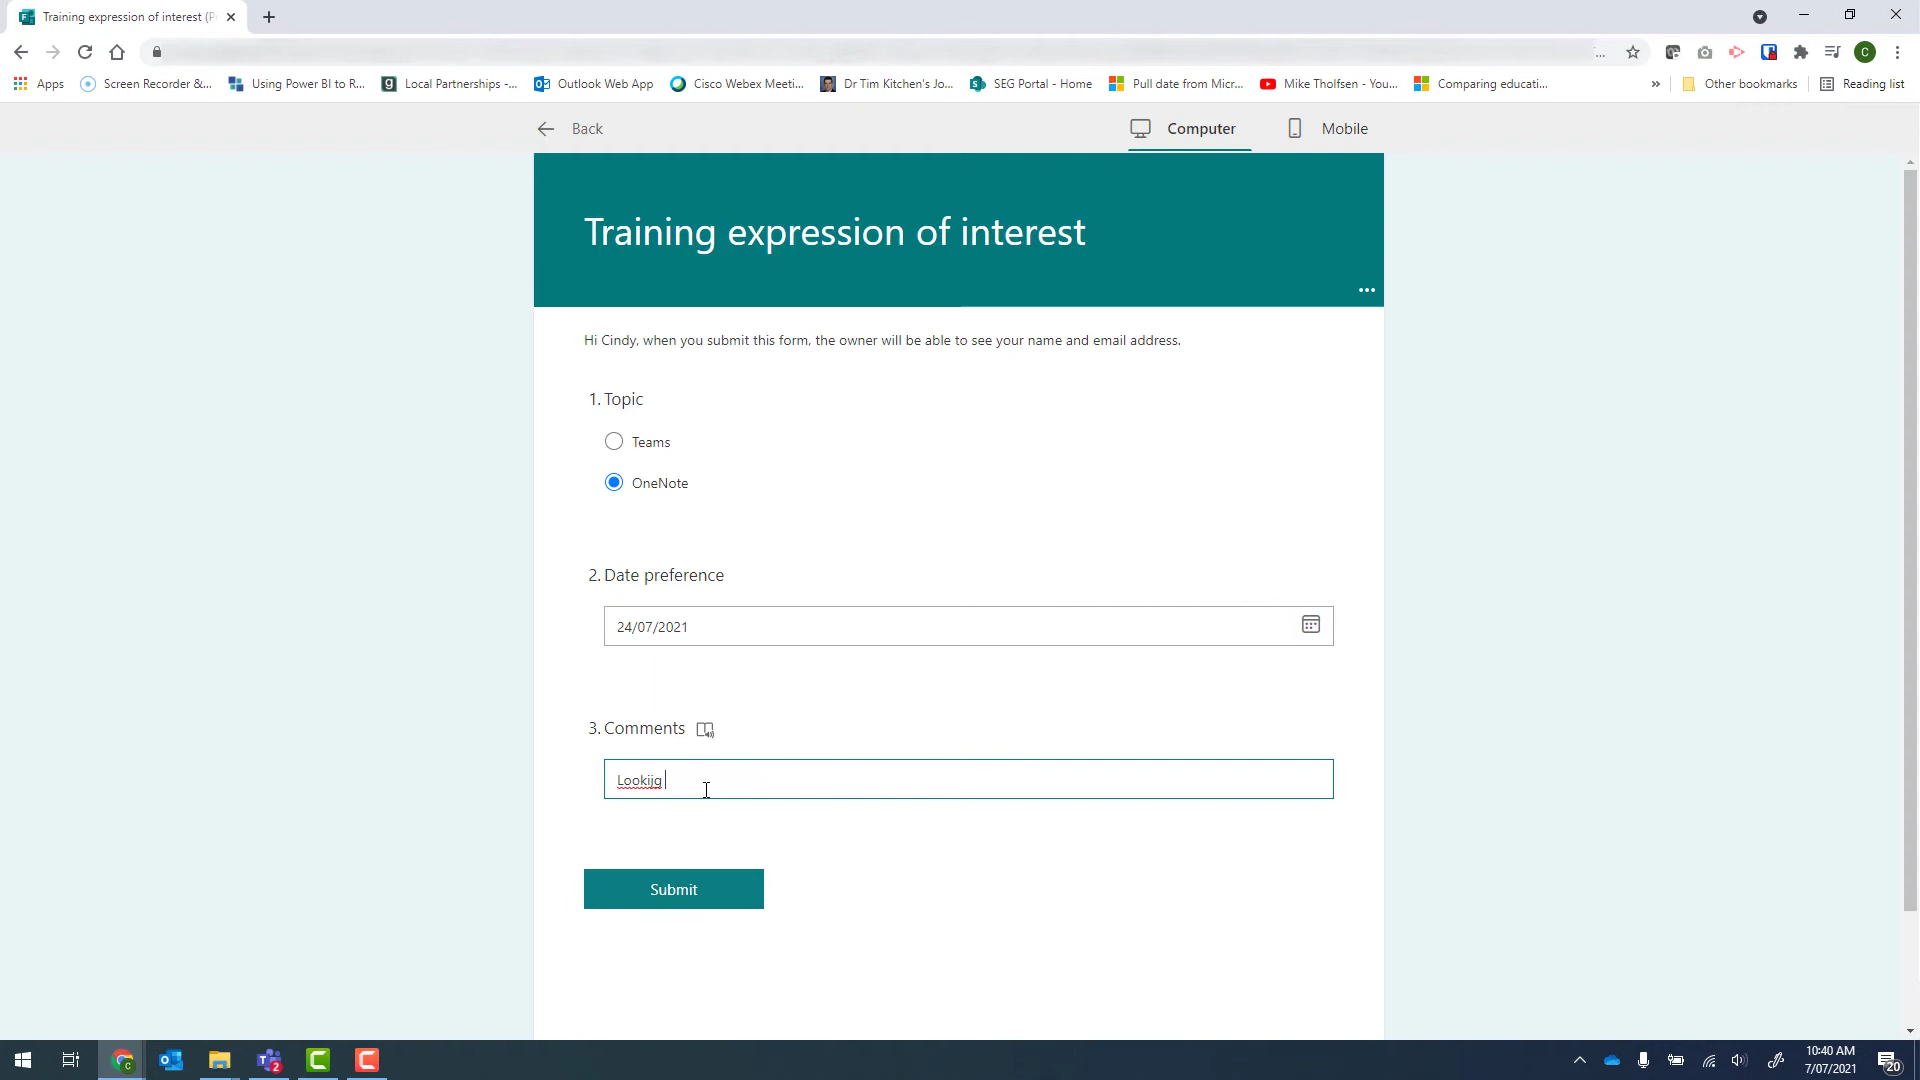 Training expression of interest (P
Apps
Screen Recorder &...
Using Power BI to R...
Local Partnerships -...
Outlook Web App
Cisco Webex Meeti...
Dr Tim Kitchen's Jo...
SEG Portal - Home
Pull date from Micr...
Mike Tholfsen - You...
Comparing educati...
»
Other bookmarks
Reading list
Back
Computer
Mobile
Training expression of interest
Hi Cindy, when you submit this form, the owner will be able to see your name and email address.
1. Topic
Teams
OneNote
2. Date preference
24/07/2021
3. Comments
Lookijg
Submit
10:40 AM
7/07/2021
20
2